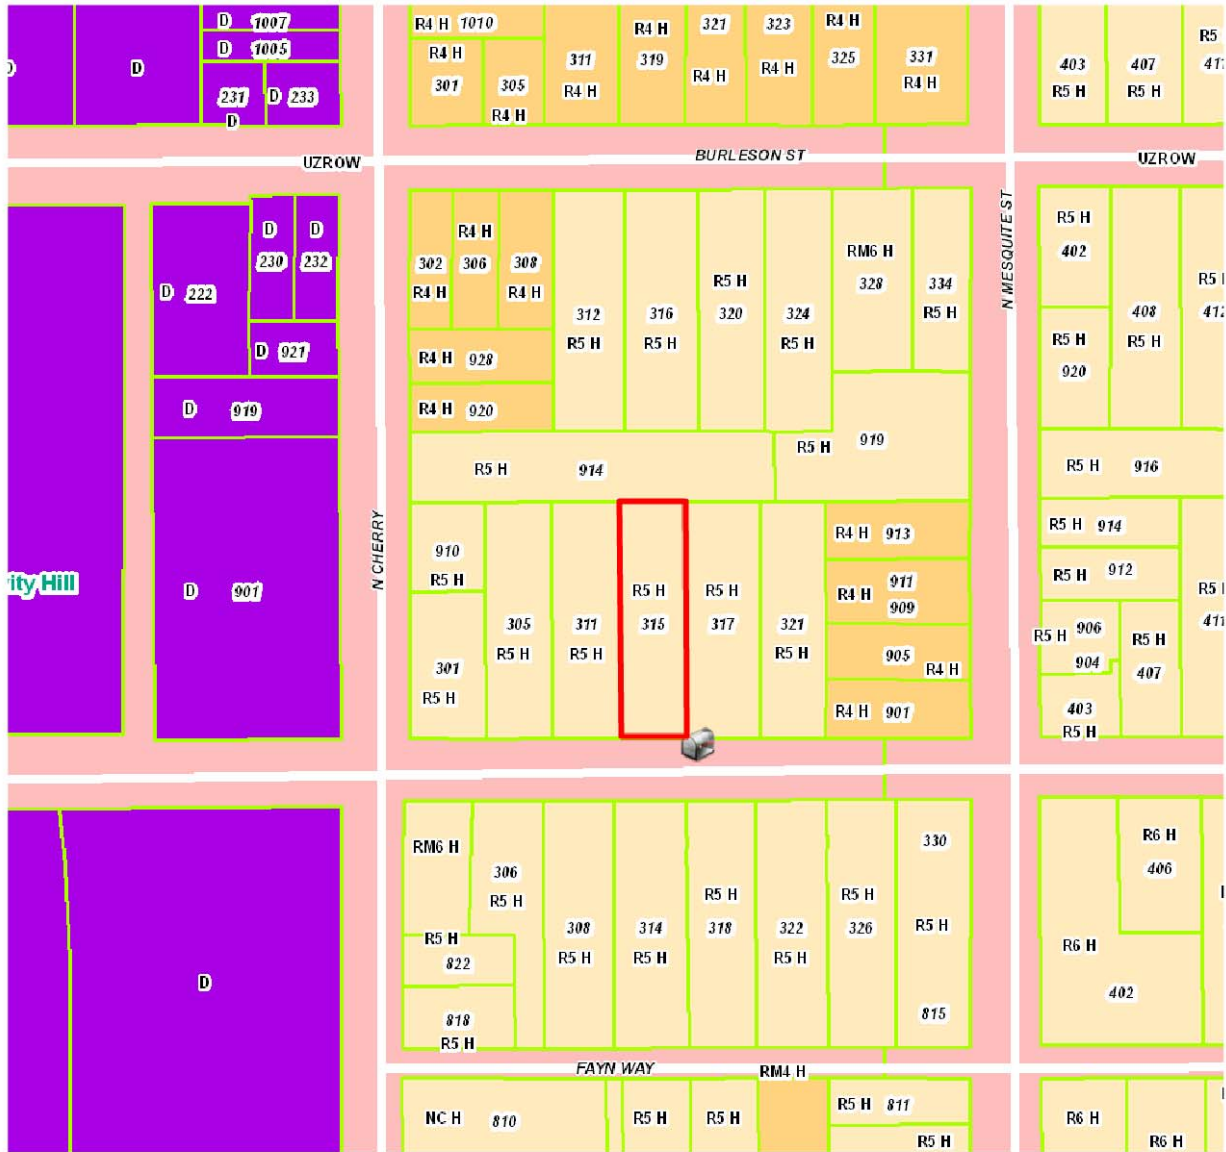 D 1007
D 1005
D
231
D 233
D
R4 H 1010
R4 H
301
305
R4 H
311
R4 H
R4 H
319
321
R4 H
323
R4 H
R4 H
325
331
R4 H
403
R5 H
407
R5 H
R5
UZROW
BURLESON ST
UZROW
N MESQUITE ST
N CHERRY
D 222
D
230
D
232
D 921
D 919
D 901
302
R4 H
R4 H
306
308
R4 H
R4 H 928
R4 H 920
312
R5 H
316
R5 H
R5 H
320
324
R5 H
RM6 H
328
334
R5 H
R5 H 914
R5 H 919
R5 H
402
R5 H
920
408
R5 H
R5
R5 H 916
R5 H 914
R5 H 912
R5 H 906
904
403
R5 H
R5 H
407
R5
411
ity Hill
910
R5 H
301
R5 H
305
R5 H
311
R5 H
R5 H
315
R5 H
317
321
R5 H
R4 H 913
R4 H 911
909
905
R4 H
R4 H 901
D
RM6 H
306
R5 H
R5 H
822
818
R5 H
308
R5 H
314
R5 H
R5 H
318
322
R5 H
R5 H
326
330
R5 H
815
R6 H
406
R6 H
402
FAYN WAY
RM4 H
NC H 810
R5 H
R5 H
R5 H 811
R5 H
R6 H
R6 H